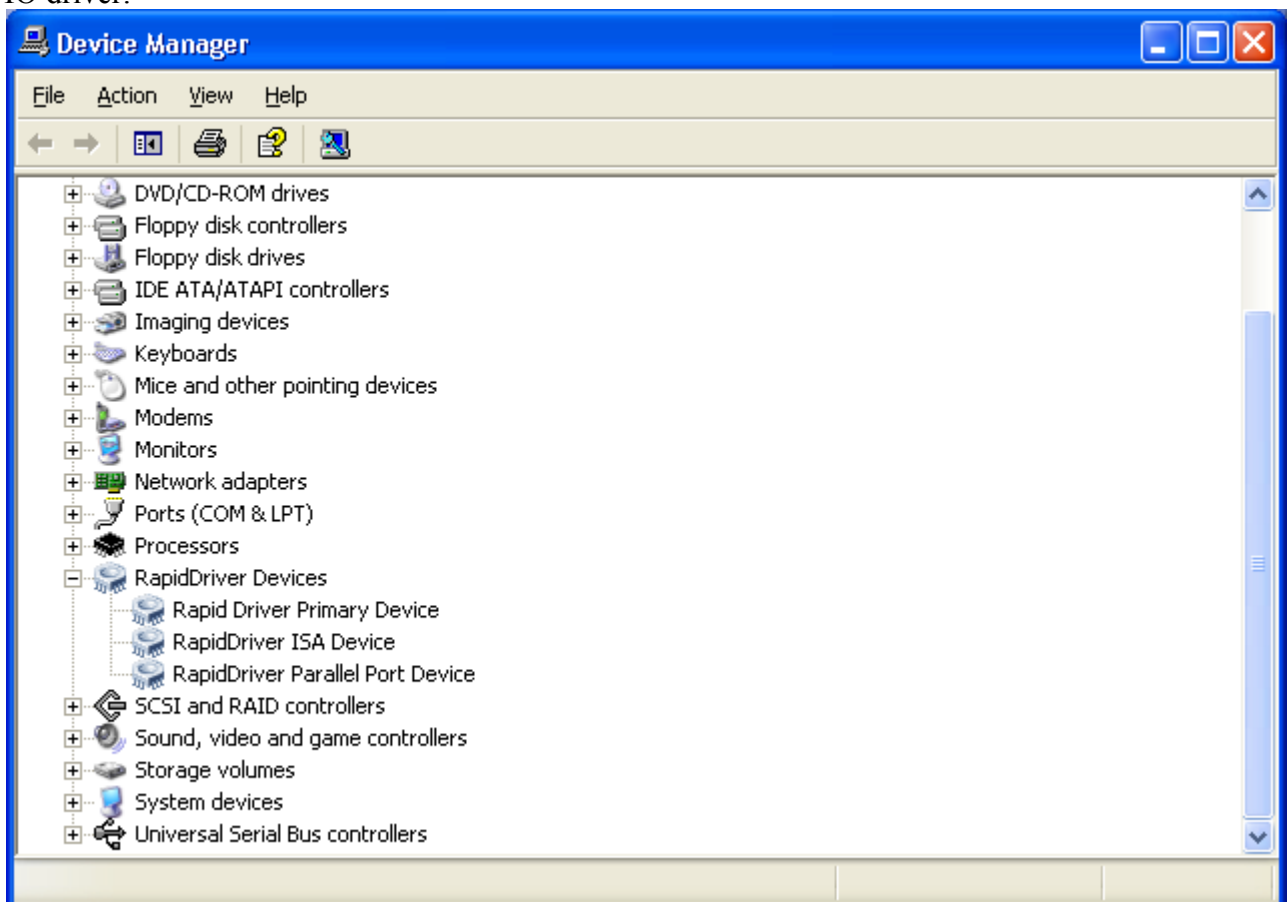 IO driver.
Device Manager
File Action View Help
DVD/CD-ROM drives
Floppy disk controllers
Floppy disk drives
IDE ATA/ATAPI controllers
Imaging devices
Keyboards
Mice and other pointing devices
Modems
Monitors
Network adapters
Ports (COM & LPT)
Processors
RapidDriver Devices
Rapid Driver Primary Device
RapidDriver ISA Device
RapidDriver Parallel Port Device
SCSI and RAID controllers
Sound, video and game controllers
Storage volumes
System devices
Universal Serial Bus controllers